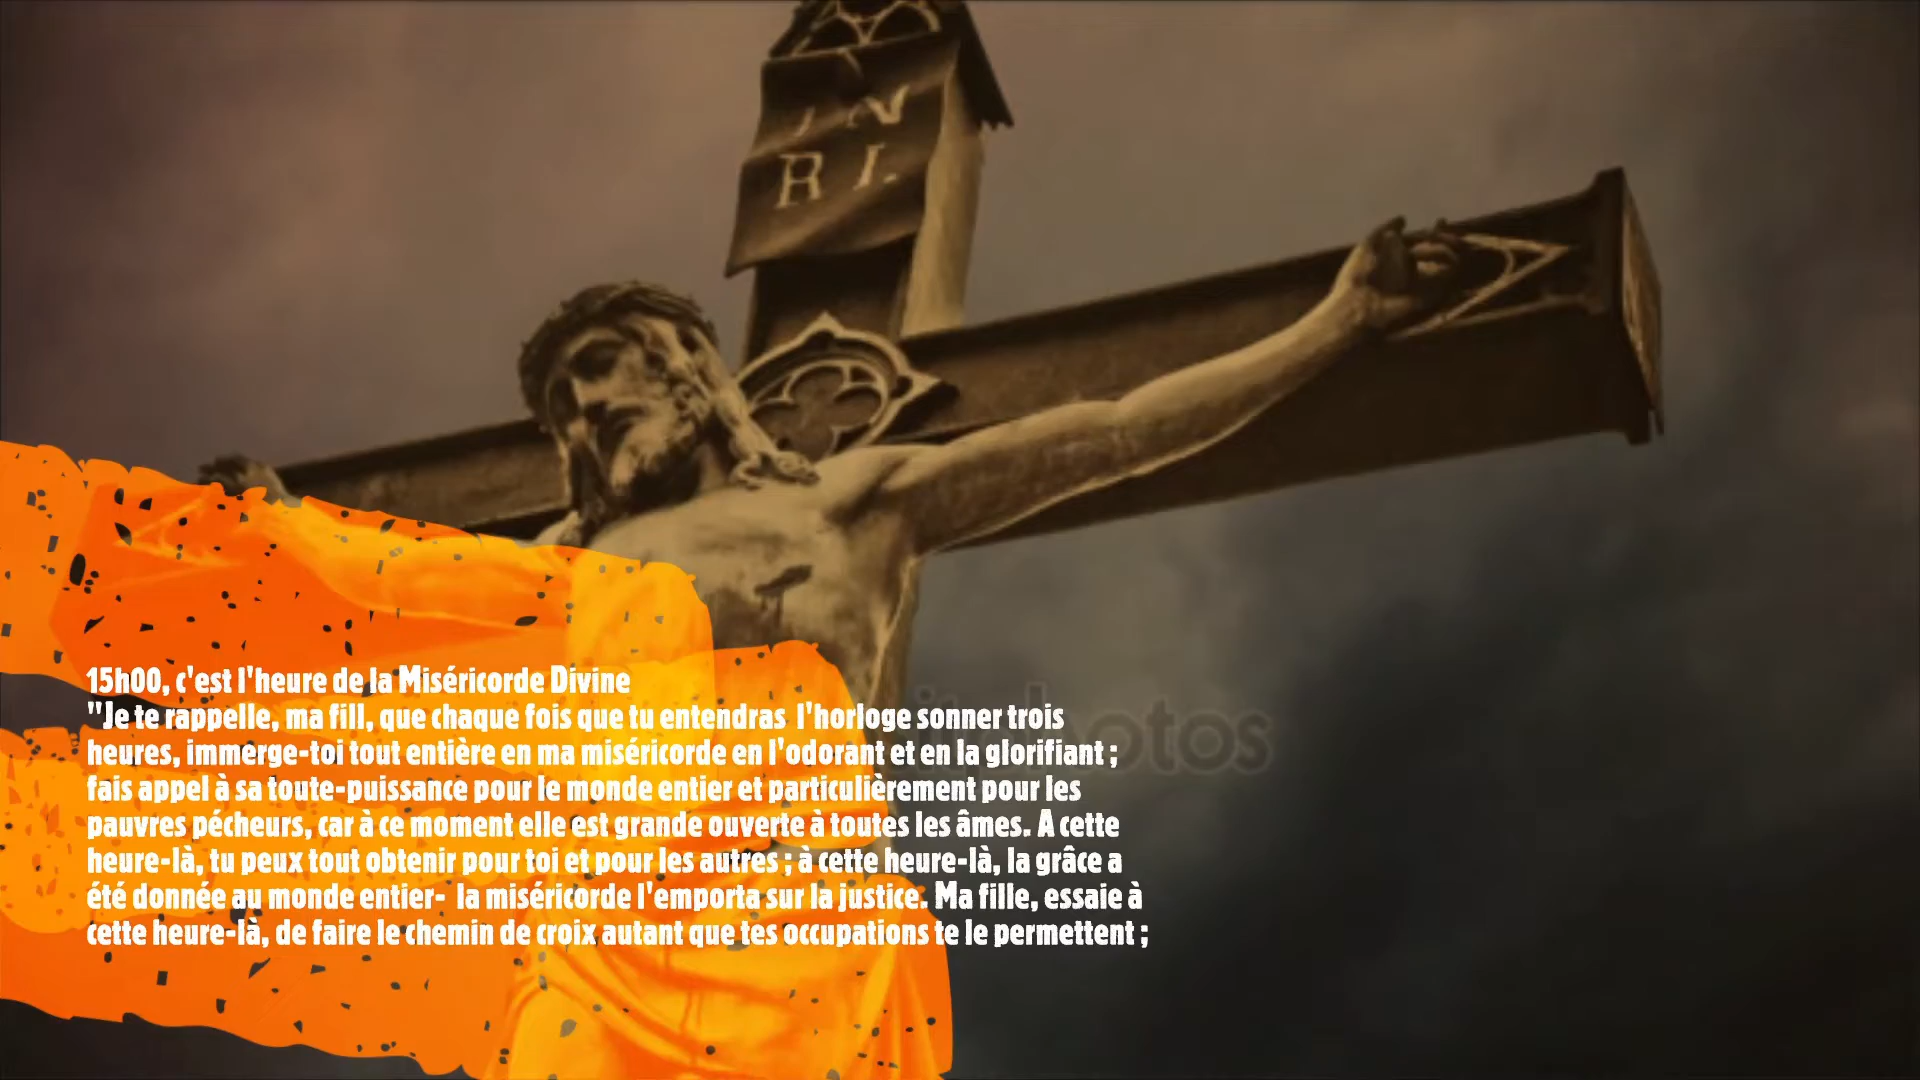 IN
RI.
15h00, c'est l'heure de la Miséricorde Divine
"Je te rappelle, ma fill, que chaque fois que tu entendras  l'horloge sonner trois
heures, immerge-toi tout entière en ma miséricorde en l'odorant et en la glorifiant ;
fais appel à sa toute-puissance pour le monde entier et particulièrement pour les
pauvres pécheurs, car à ce moment elle est grande ouverte à toutes les âmes. A cette
heure-là, tu peux tout obtenir pour toi et pour les autres ; à cette heure-là, la grâce a
été donnée au monde entier-  la miséricorde l'emporta sur la justice. Ma fille, essaie à
cette heure-là, de faire le chemin de croix autant que tes occupations te le permettent ;